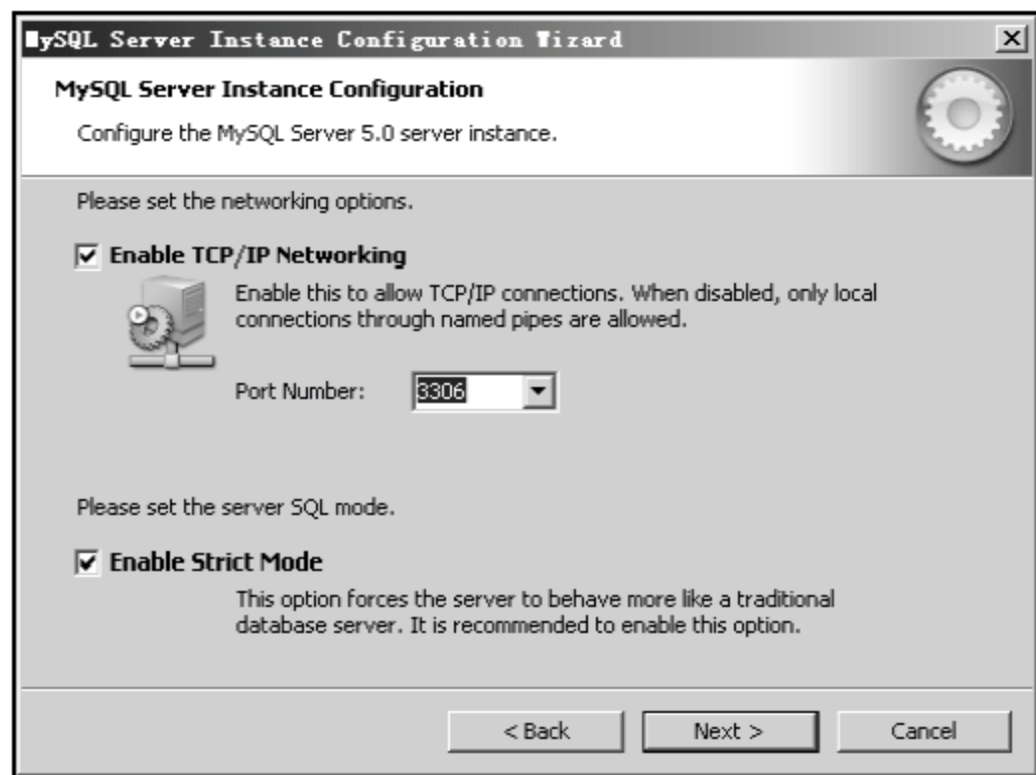 MySQL Server Instance Configuration Wizard
MySQL Server Instance Configuration
Configure the MySQL Server 5.0 server instance.
Please set the networking options.
Enable TCP/IP Networking
Enable this to allow TCP/IP connections. When disabled, only local
connections through named pipes are allowed.
Port Number: 3306
Please set the server SQL mode.
Enable Strict Mode
This option forces the server to behave more like a traditional
database server. It is recommended to enable this option.
< Back Next > Cancel